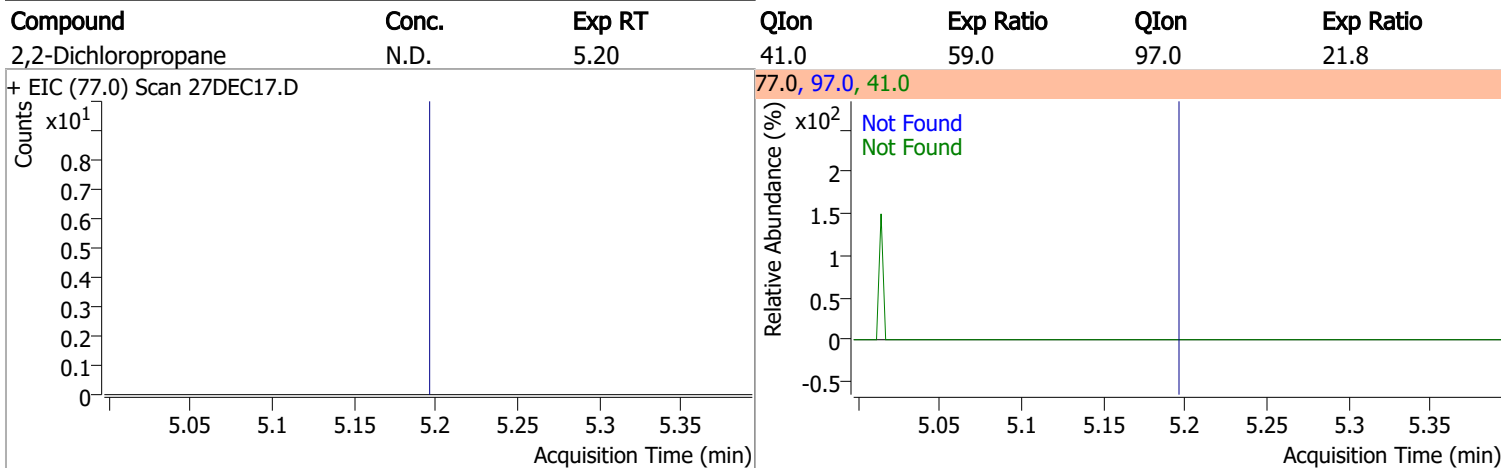 Compound Conc. Exp RT QIon Exp Ratio QIon Exp Ratio
2,2-Dichloropropane N.D. 5.20 41.0 59.0 97.0 21.8
+ EIC (77.0) Scan 27DEC17.D
Counts
x10¹
0.8
0.7
0.6
0.5
0.4
0.3
0.2
0.1
0
5.05 5.1 5.15 5.2 5.25 5.3 5.35
Acquisition Time (min)
77.0, 97.0, 41.0
Relative Abundance (%)
x10²
Not Found
Not Found
2
1.5
1
0.5
0
-0.5
5.05 5.1 5.15 5.2 5.25 5.3 5.35
Acquisition Time (min)